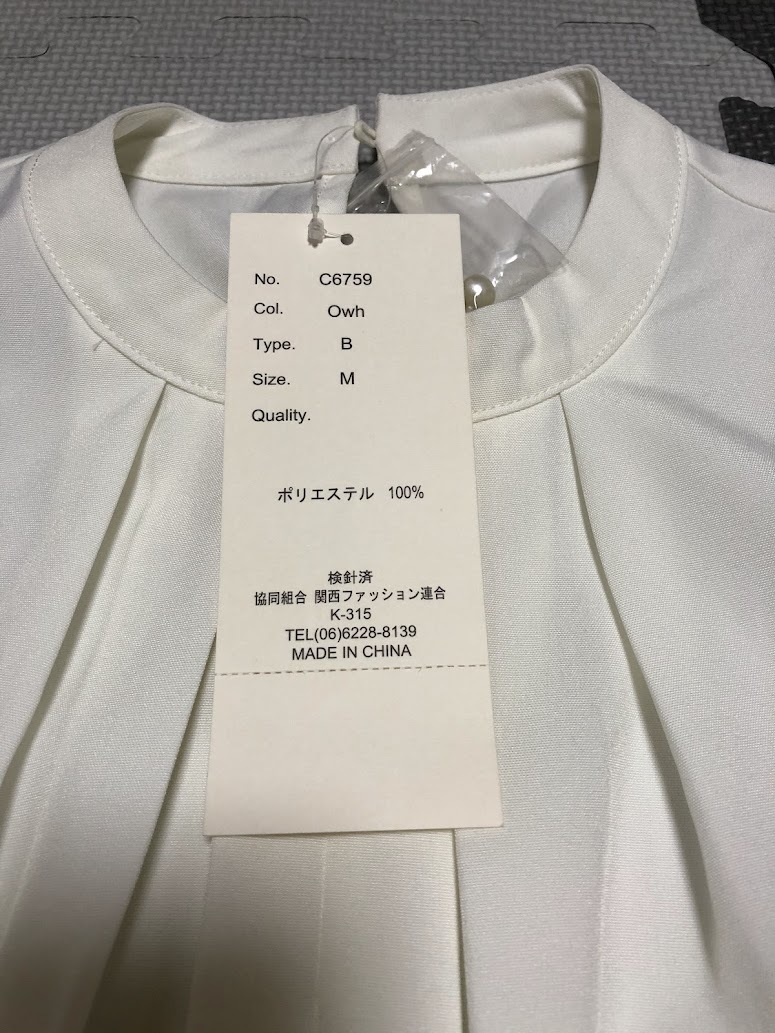 No. C6759
Col. Owh
Type. B
Size. M
Quality.
ポリエステル 100%
検針済
協同組合 関西ファッション連合
K-315
TEL(06)6228-8139
MADE IN CHINA